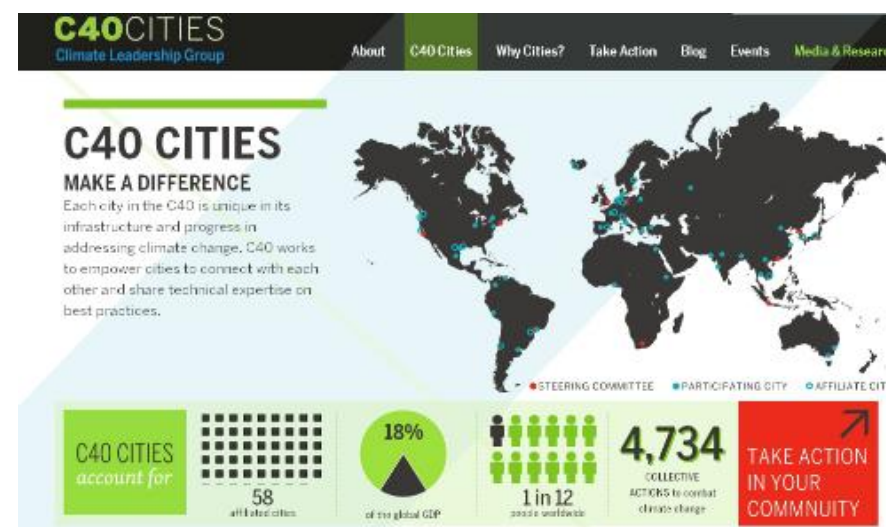 C40CITIES
Climate Leadership Group
About C40 Cities Why Cities? Take Action Blog Events Media & Resear
C40 CITIES
MAKE A DIFFERENCE
Each city in the C40 is unique in its
infrastructure and progress in
addressing climate change. C40 works
to empower cities to connect with each
other and share technical expertise on
best practices.
STEERING COMMITTEE PARTICIPATING CITY AFFILIATE CIT
C40 CITIES
account for
58
affiliated cities
18%
of the global GDP
1 in 12
people worldwide
4,734
COLLECTIVE
ACTIONS to combat
climate change
TAKE ACTION
IN YOUR
COMMNUITY